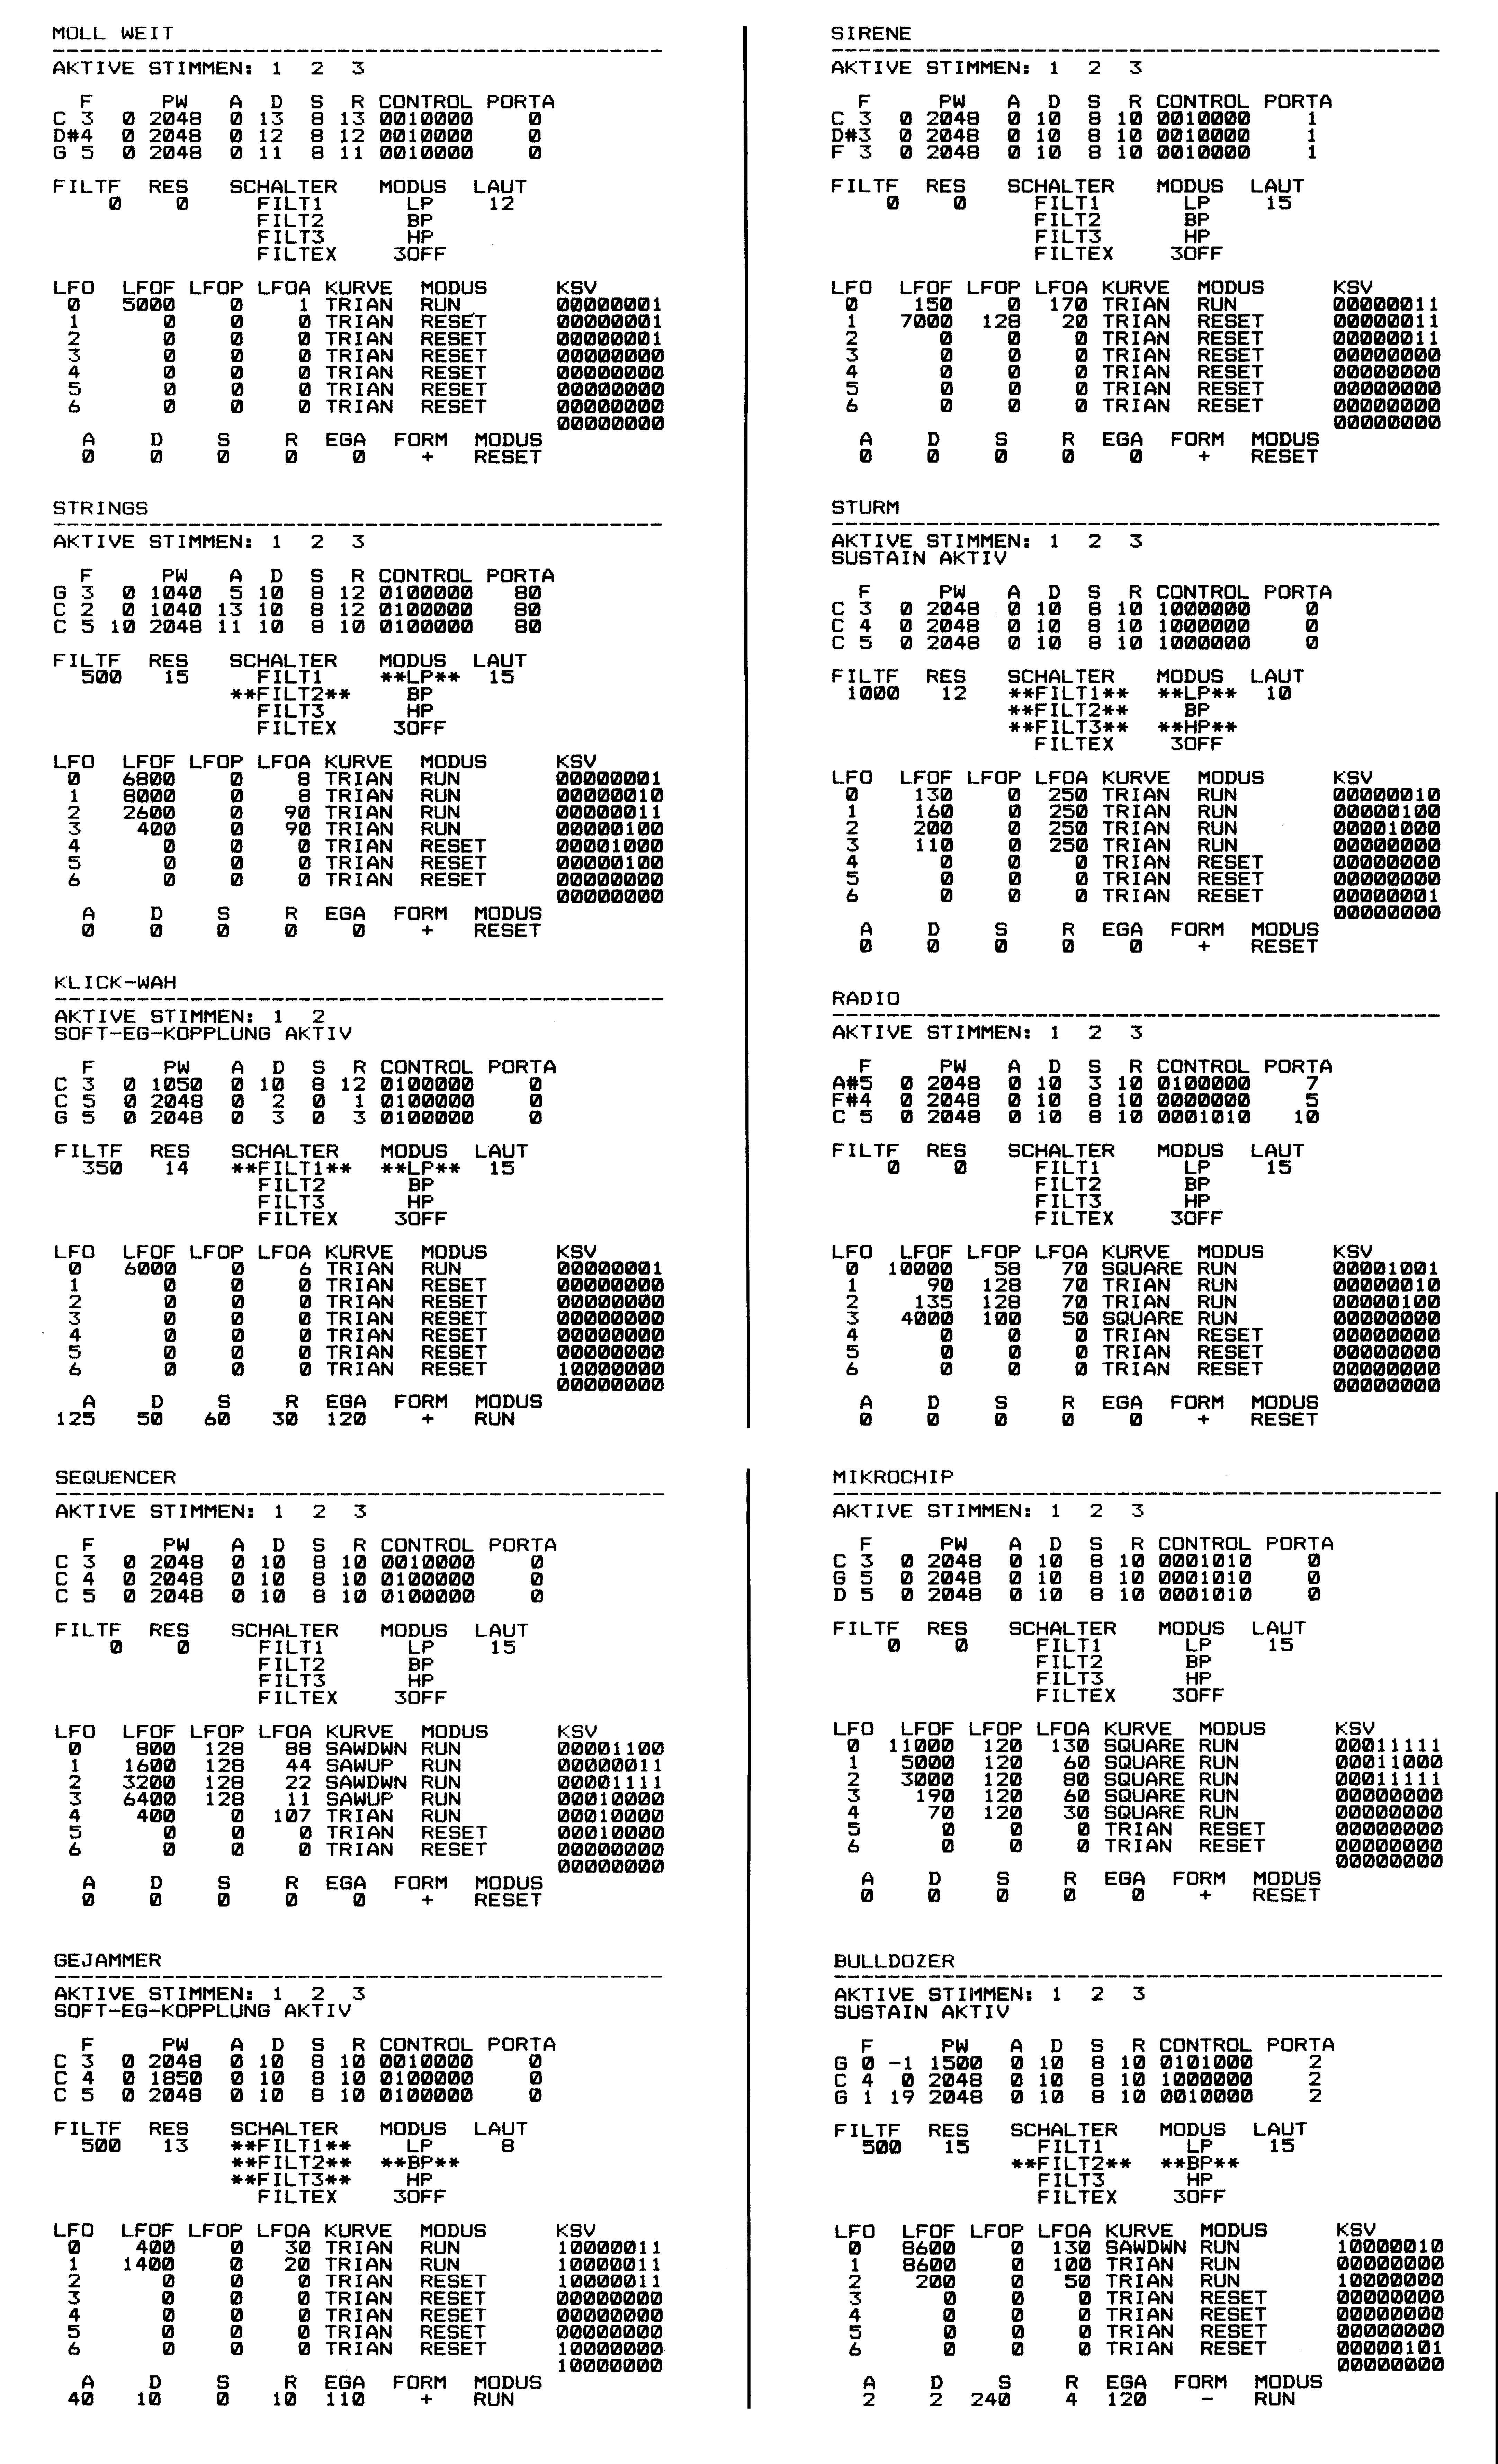 MOLL WEIT
AKTIVE STIMMEN: 1 2 3
F PW A D S R CONTROL PORTA
C 3 0 2048 0 13 8 13 0010000 0
D#4 0 2048 0 12 8 12 0010000 0
G 5 0 2048 0 11 8 11 0010000 0
FILTF RES SCHALTER MODUS LAUT
0 0 FILT1 LP 12
FILT2 BP
FILT3 HP
FILTEX 3OFF
LFO LFOF LFOP LFOA KURVE MODUS KSV
0 5000 0 1 TRIAN RUN 00000001
1 0 0 0 TRIAN RESET 00000001
2 0 0 0 TRIAN RESET 00000001
3 0 0 0 TRIAN RESET 00000000
4 0 0 0 TRIAN RESET 00000000
5 0 0 0 TRIAN RESET 00000000
6 0 0 0 TRIAN RESET 00000000
00000000
A D S R EGA FORM MODUS
0 0 0 0 0 + RESET
STRINGS
AKTIVE STIMMEN: 1 2 3
F PW A D S R CONTROL PORTA
G 3 0 1040 5 10 8 12 0100000 80
C 2 0 1040 13 10 8 12 0100000 80
C 5 10 2048 11 10 8 10 0100000 80
FILTF RES SCHALTER MODUS LAUT
500 15 FILT1 **LP** 15
**FILT2** BP
FILT3 HP
FILTEX 3OFF
LFO LFOF LFOP LFOA KURVE MODUS KSV
0 6800 0 8 TRIAN RUN 00000001
1 8000 0 8 TRIAN RUN 00000010
2 2600 0 90 TRIAN RUN 00000011
3 400 0 90 TRIAN RUN 00000100
4 0 0 0 TRIAN RESET 00001000
5 0 0 0 TRIAN RESET 00000100
6 0 0 0 TRIAN RESET 00000000
00000000
A D S R EGA FORM MODUS
0 0 0 0 0 + RESET
KLICK-WAH
AKTIVE STIMMEN: 1 2
SOFT-EG-KOPPLUNG AKTIV
F PW A D S R CONTROL PORTA
C 3 0 1050 0 10 8 12 0100000 0
C 5 0 2048 0 2 0 1 0100000 0
G 5 0 2048 0 3 0 3 0100000 0
FILTF RES SCHALTER MODUS LAUT
350 14 **FILT1** **LP** 15
FILT2 BP
FILT3 HP
FILTEX 3OFF
LFO LFOF LFOP LFOA KURVE MODUS KSV
0 6000 0 6 TRIAN RUN 00000001
1 0 0 0 TRIAN RESET 00000000
2 0 0 0 TRIAN RESET 00000000
3 0 0 0 TRIAN RESET 00000000
4 0 0 0 TRIAN RESET 00000000
5 0 0 0 TRIAN RESET 00000000
6 0 0 0 TRIAN RESET 10000000
00000000
A D S R EGA FORM MODUS
125 50 60 30 120 + RUN
SIRENE
AKTIVE STIMMEN: 1 2 3
F PW A D S R CONTROL PORTA
C 3 0 2048 0 10 8 10 0010000 1
D#3 0 2048 0 10 8 10 0010000 1
F 3 0 2048 0 10 8 10 0010000 1
FILTF RES SCHALTER MODUS LAUT
0 0 FILT1 LP 15
FILT2 BP
FILT3 HP
FILTEX 3OFF
LFO LFOF LFOP LFOA KURVE MODUS KSV
0 150 0 170 TRIAN RUN 00000011
1 7000 128 20 TRIAN RESET 00000011
2 0 0 0 TRIAN RESET 00000011
3 0 0 0 TRIAN RESET 00000000
4 0 0 0 TRIAN RESET 00000000
5 0 0 0 TRIAN RESET 00000000
6 0 0 0 TRIAN RESET 00000000
00000000
A D S R EGA FORM MODUS
0 0 0 0 0 + RESET
STURM
AKTIVE STIMMEN: 1 2 3
SUSTAIN AKTIV
F PW A D S R CONTROL PORTA
C 3 0 2048 0 10 8 10 1000000 0
C 4 0 2048 0 10 8 10 1000000 0
C 5 0 2048 0 10 8 10 1000000 0
FILTF RES SCHALTER MODUS LAUT
1000 12 **FILT1** **LP** 10
**FILT2** BP
**FILT3** **HP**
FILTEX 3OFF
LFO LFOF LFOP LFOA KURVE MODUS KSV
0 130 0 250 TRIAN RUN 00000010
1 160 0 250 TRIAN RUN 00000100
2 200 0 250 TRIAN RUN 00001000
3 110 0 250 TRIAN RUN 00000000
4 0 0 0 TRIAN RESET 00000000
5 0 0 0 TRIAN RESET 00000000
6 0 0 0 TRIAN RESET 00000001
00000000
A D S R EGA FORM MODUS
0 0 0 0 0 + RESET
RADIO
AKTIVE STIMMEN: 1 2 3
F PW A D S R CONTROL PORTA
A#5 0 2048 0 10 3 10 0100000 7
F#4 0 2048 0 10 8 10 0000000 5
C 5 0 2048 0 10 8 10 0001010 10
FILTF RES SCHALTER MODUS LAUT
0 0 FILT1 LP 15
FILT2 BP
FILT3 HP
FILTEX 3OFF
LFO LFOF LFOP LFOA KURVE MODUS KSV
0 10000 58 70 SQUARE RUN 00001001
1 90 128 70 TRIAN RUN 00000010
2 135 128 70 TRIAN RUN 00000100
3 4000 100 50 SQUARE RUN 00000000
4 0 0 0 TRIAN RESET 00000000
5 0 0 0 TRIAN RESET 00000000
6 0 0 0 TRIAN RESET 00000000
00000000
A D S R EGA FORM MODUS
0 0 0 0 0 + RESET
SEQUENCER
AKTIVE STIMMEN: 1 2 3
F PW A D S R CONTROL PORTA
C 3 0 2048 0 10 8 10 0010000 0
C 4 0 2048 0 10 8 10 0100000 0
C 5 0 2048 0 10 8 10 0100000 0
FILTF RES SCHALTER MODUS LAUT
0 0 FILT1 LP 15
FILT2 BP
FILT3 HP
FILTEX 3OFF
LFO LFOF LFOP LFOA KURVE MODUS KSV
0 800 128 88 SAWDWN RUN 00001100
1 1600 128 44 SAWUP RUN 00000011
2 3200 128 22 SAWDWN RUN 00001111
3 6400 128 11 SAWUP RUN 00010000
4 400 0 107 TRIAN RUN 00010000
5 0 0 0 TRIAN RESET 00010000
6 0 0 0 TRIAN RESET 00000000
00000000
A D S R EGA FORM MODUS
0 0 0 0 0 + RESET
GEJAMMER
AKTIVE STIMMEN: 1 2 3
SOFT-EG-KOPPLUNG AKTIV
F PW A D S R CONTROL PORTA
C 3 0 2048 0 10 8 10 0010000 0
C 4 0 1850 0 10 8 10 0100000 0
C 5 0 2048 0 10 8 10 0100000 0
FILTF RES SCHALTER MODUS LAUT
500 13 **FILT1** LP 8
**FILT2** **BP**
**FILT3** HP
FILTEX 3OFF
LFO LFOF LFOP LFOA KURVE MODUS KSV
0 400 0 30 TRIAN RUN 10000011
1 1400 0 20 TRIAN RUN 10000011
2 0 0 0 TRIAN RESET 10000011
3 0 0 0 TRIAN RESET 00000000
4 0 0 0 TRIAN RESET 00000000
5 0 0 0 TRIAN RESET 00000000
6 0 0 0 TRIAN RESET 10000000
10000000
A D S R EGA FORM MODUS
40 10 0 10 110 + RUN
MIKROCHIP
AKTIVE STIMMEN: 1 2 3
F PW A D S R CONTROL PORTA
C 3 0 2048 0 10 8 10 0001010 0
G 5 0 2048 0 10 8 10 0001010 0
D 5 0 2048 0 10 8 10 0001010 0
FILTF RES SCHALTER MODUS LAUT
0 0 FILT1 LP 15
FILT2 BP
FILT3 HP
FILTEX 3OFF
LFO LFOF LFOP LFOA KURVE MODUS KSV
0 11000 120 130 SQUARE RUN 00011111
1 5000 120 60 SQUARE RUN 00011000
2 3000 120 80 SQUARE RUN 00011111
3 190 120 60 SQUARE RUN 00000000
4 70 120 30 SQUARE RUN 00000000
5 0 0 0 TRIAN RESET 00000000
6 0 0 0 TRIAN RESET 00000000
00000000
A D S R EGA FORM MODUS
0 0 0 0 0 + RESET
BULLDOZER
AKTIVE STIMMEN: 1 2 3
SUSTAIN AKTIV
F PW A D S R CONTROL PORTA
G 0 -1 1500 0 10 8 10 0101000 2
C 4 0 2048 0 10 8 10 1000000 2
G 1 19 2048 0 10 8 10 0010000 2
FILTF RES SCHALTER MODUS LAUT
500 15 FILT1 LP 15
**FILT2** **BP**
FILT3 HP
FILTEX 3OFF
LFO LFOF LFOP LFOA KURVE MODUS KSV
0 8600 0 130 SAWDWN RUN 10000010
1 8600 0 100 TRIAN RUN 00000000
2 200 0 50 TRIAN RUN 10000000
3 0 0 0 TRIAN RESET 00000000
4 0 0 0 TRIAN RESET 00000000
5 0 0 0 TRIAN RESET 00000000
6 0 0 0 TRIAN RESET 00000101
00000000
A D S R EGA FORM MODUS
2 2 240 4 120 - RUN